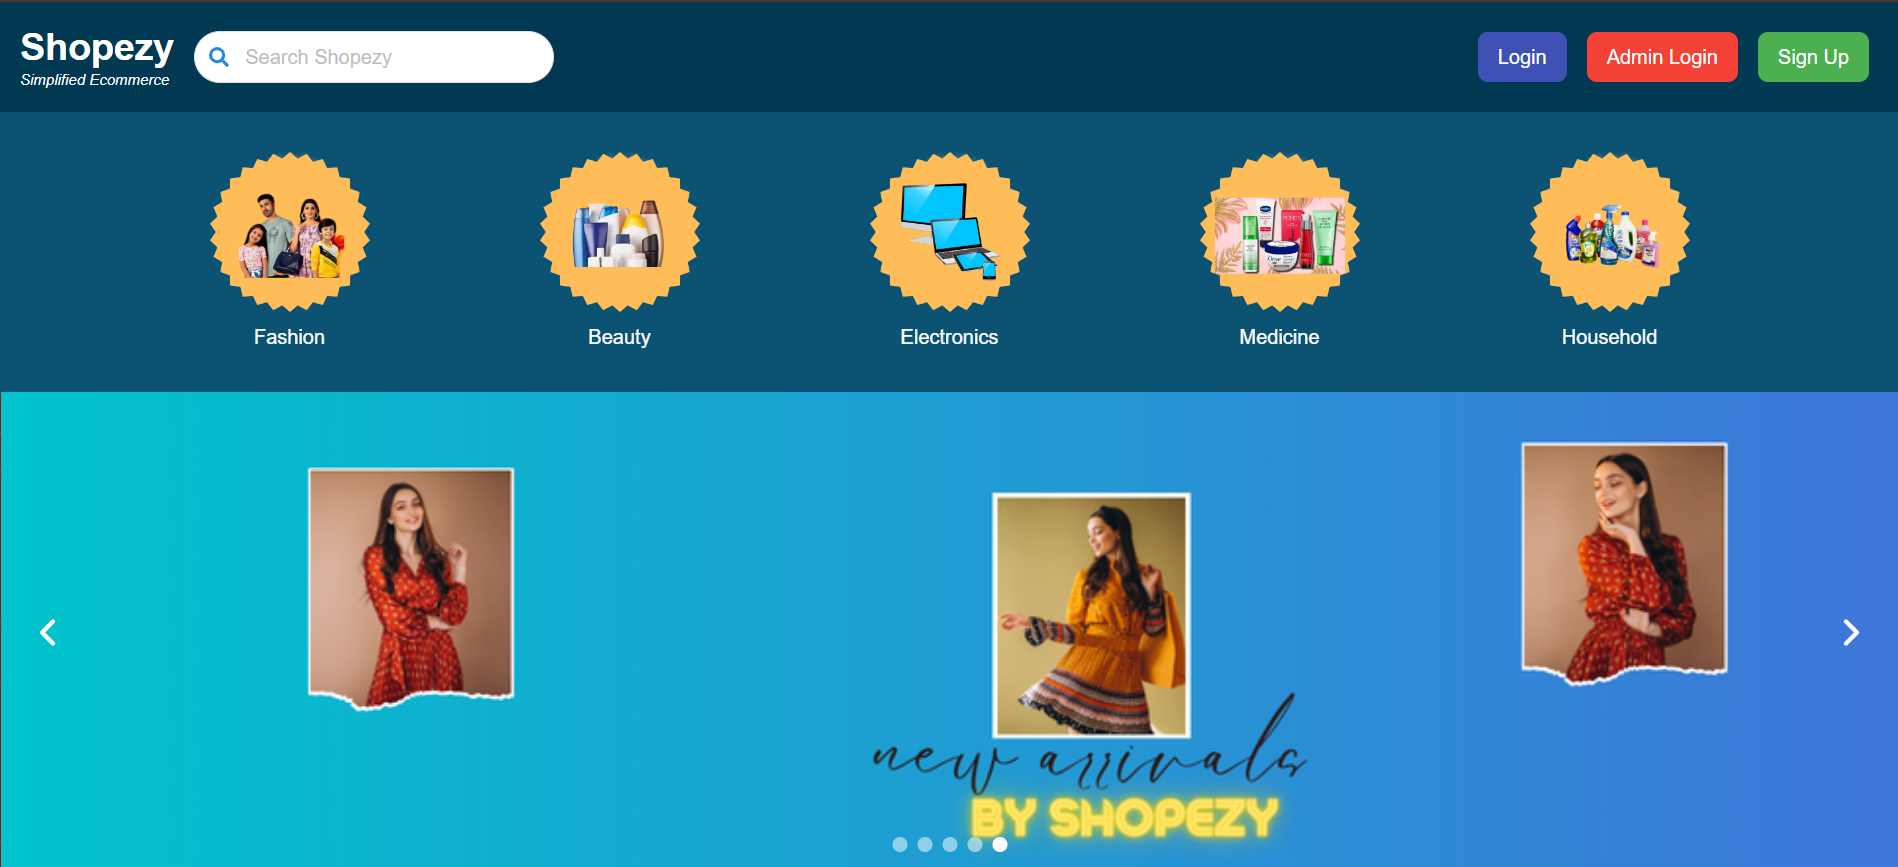 Shopezy
Simplified Ecommerce
Search Shopezy
Login
Admin Login
Sign Up
Fashion
Beauty
Electronics
Medicine
Household
new arrivals
BY SHOPEZY